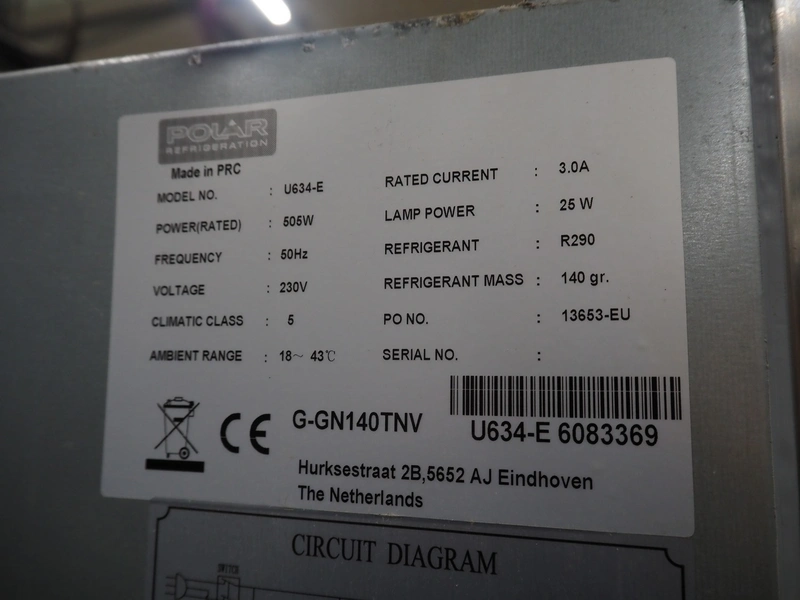 POLAR
REFRIGERATION
Made in PRC
MODEL NO. : U634-E
POWER(RATED) : 505W
FREQUENCY : 50Hz
VOLTAGE : 230V
CLIMATIC CLASS : 5
AMBIENT RANGE : 18~ 43℃
RATED CURRENT : 3.0A
LAMP POWER : 25 W
REFRIGERANT : R290
REFRIGERANT MASS : 140 gr.
PO NO. : 13653-EU
SERIAL NO. :
CE
G-GN140TNV
U634-E 6083369
Hurksestraat 2B,5652 AJ Eindhoven
The Netherlands
CIRCUIT DIAGRAM
SWITCH